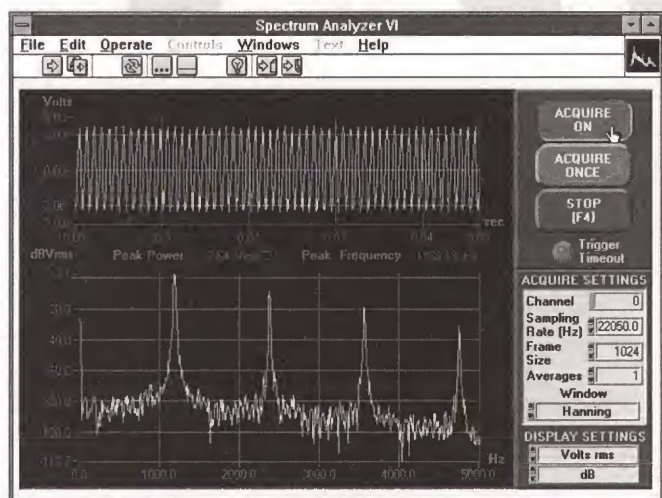 Spectrum Analyzer VI
File Edit Operate Controls Windows Text Help
Volts
sec
dBVrms Peak Power Peak Frequency
0.0 1000.0 2000.0 3000.0 4000.0 5000.0
Hz
ACQUIRE
ON
ACQUIRE
ONCE
STOP
(F4)
Trigger
Timeout
ACQUIRE SETTINGS
Channel 0
Sampling
Rate (Hz) 22050.0
Frame
Size 1024
Averages 1
Window
Hanning
DISPLAY SETTINGS
Volts rms
dB